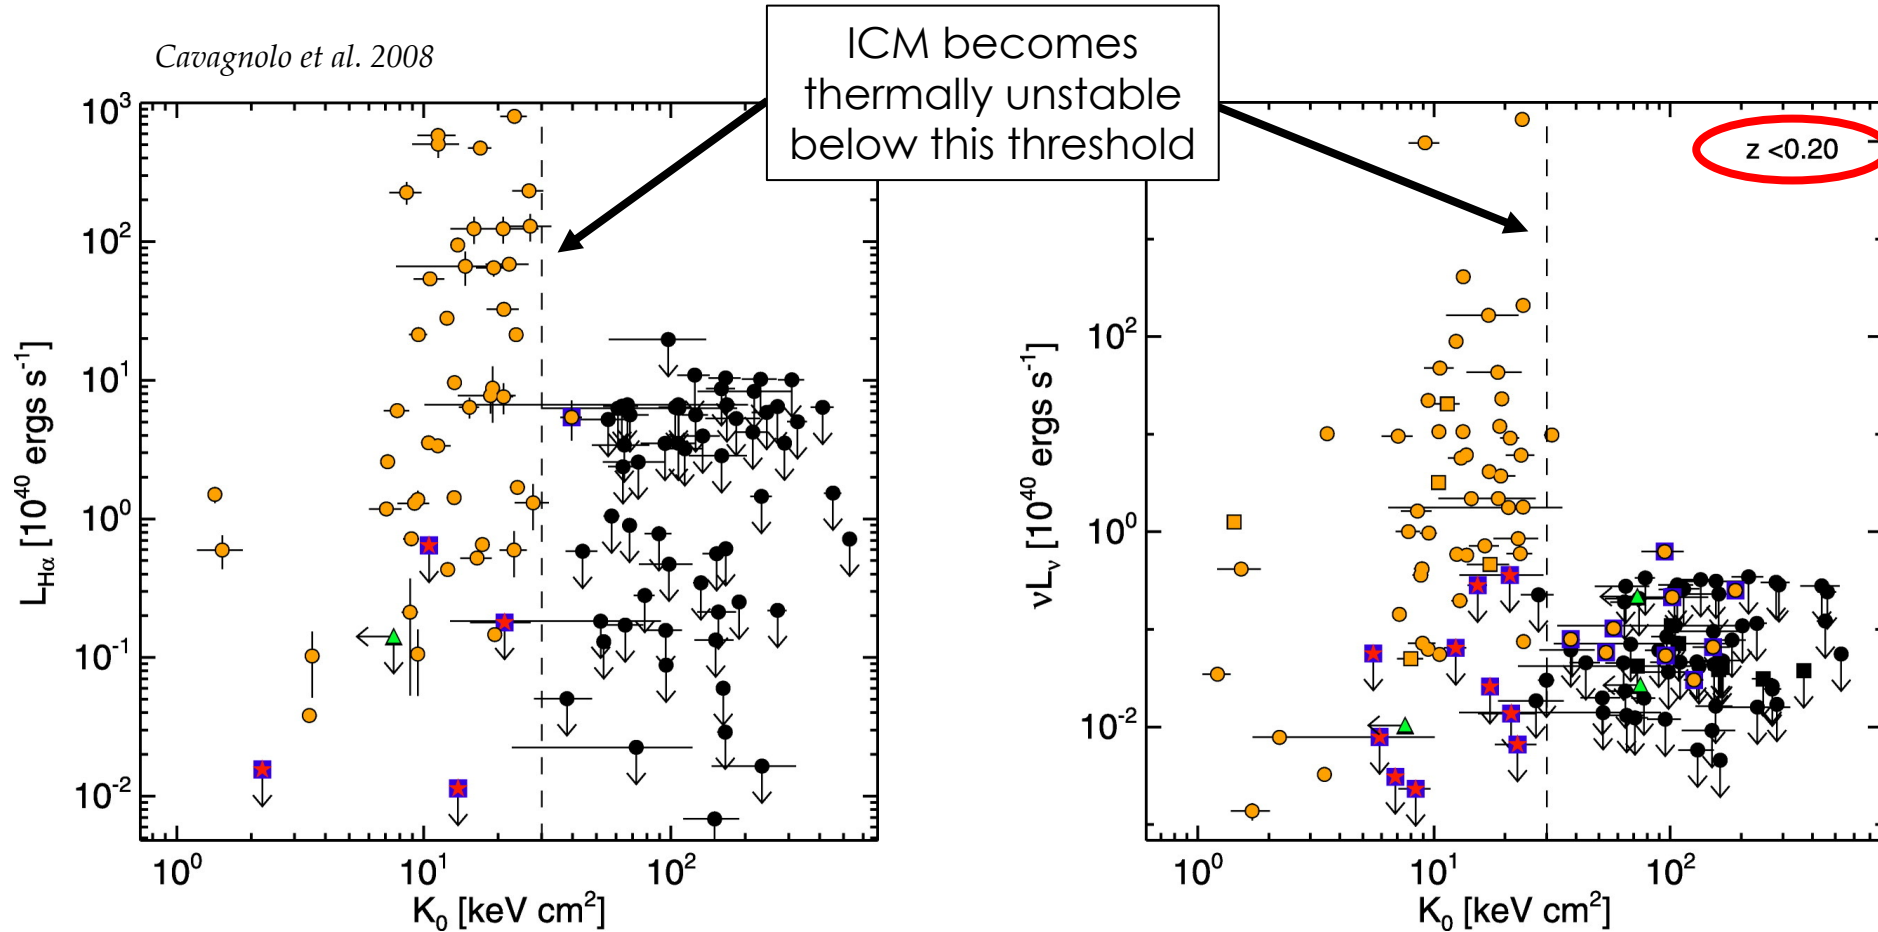 Cavagnolo et al. 2008
ICM becomes
thermally unstable
below this threshold
z <0.20
10³
10²
10¹
10⁰
10⁻¹
10⁻²
L_Hα [10⁴⁰ ergs s⁻¹]
10⁰ 10¹ 10²
K₀ [keV cm²]
10²
10⁰
10⁻²
νL_ν [10⁴⁰ ergs s⁻¹]
10⁰ 10¹ 10²
K₀ [keV cm²]